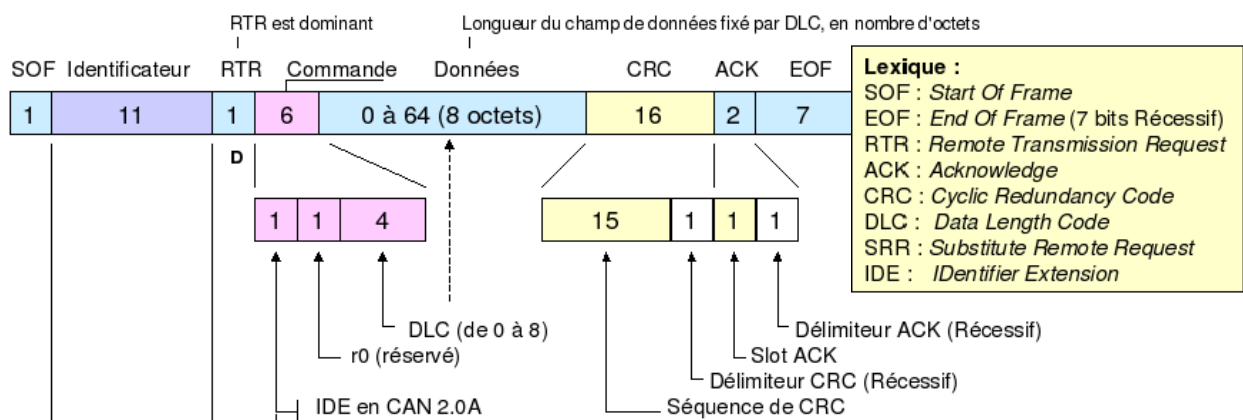 RTR est dominant
Longueur du champ de données fixé par DLC, en nombre d'octets
SOF Identificateur RTR Commande Données CRC ACK EOF
1 11 1 6 0 à 64 (8 octets) 16 2 7
D
1 1 4
15 1 1 1
DLC (de 0 à 8)
r0 (réservé)
IDE en CAN 2.0A
Délimiteur ACK (Récessif)
Slot ACK
Délimiteur CRC (Récessif)
Séquence de CRC
Lexique :
SOF : Start Of Frame
EOF : End Of Frame (7 bits Récessif)
RTR : Remote Transmission Request
ACK : Acknowledge
CRC : Cyclic Redundancy Code
DLC : Data Length Code
SRR : Substitute Remote Request
IDE : IDentifier Extension